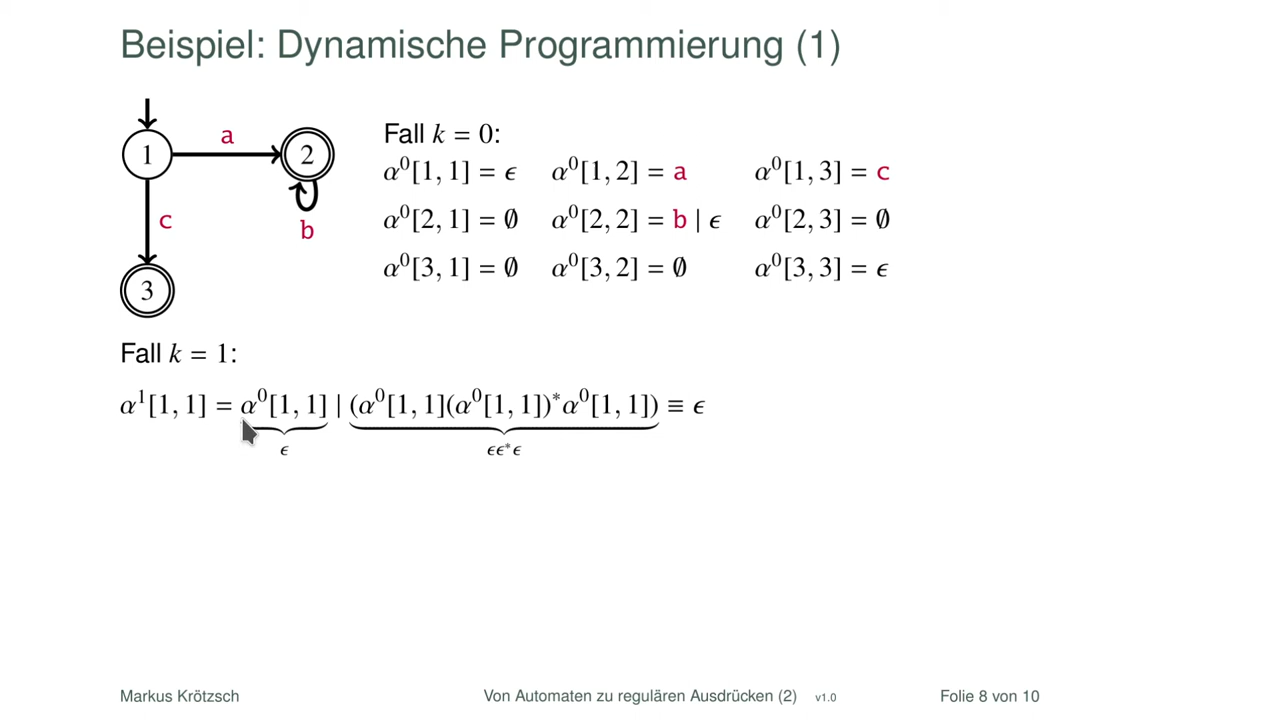 Beispiel: Dynamische Programmierung (1)
1
a
2
c
b
3
Fall k = 0:
α⁰[1, 1] = ϵ α⁰[1, 2] = a α⁰[1, 3] = c
α⁰[2, 1] = ∅ α⁰[2, 2] = b | ϵ α⁰[2, 3] = ∅
α⁰[3, 1] = ∅ α⁰[3, 2] = ∅ α⁰[3, 3] = ϵ
Fall k = 1:
α¹[1, 1] = α⁰[1, 1] | (α⁰[1, 1](α⁰[1, 1])*α⁰[1, 1]) ≡ ϵ
ϵ ϵϵ*ϵ
Markus Krötzsch Von Automaten zu regulären Ausdrücken (2) v1.0 Folie 8 von 10